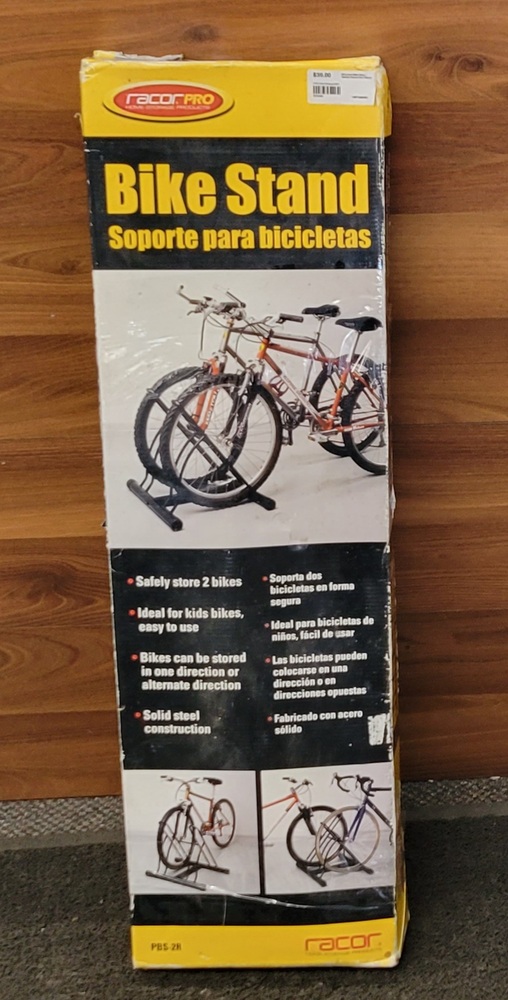 racor PRO
HOME STORAGE PRODUCTS
Bike Stand
Soporte para bicicletas
• Safely store 2 bikes
• Ideal for kids bikes,
easy to use
• Bikes can be stored
in one direction or
alternate direction
• Solid steel
construction
• Soporta dos
bicicletas en forma
segura
• Ideal para bicicletas de
niños, fácil de usar
• Las bicicletas pueden
colocarse en una
dirección o en
direcciones opuestas
• Fabricado con acero
sólido
PBS-2R
racor
HOME STORAGE PRODUCTS